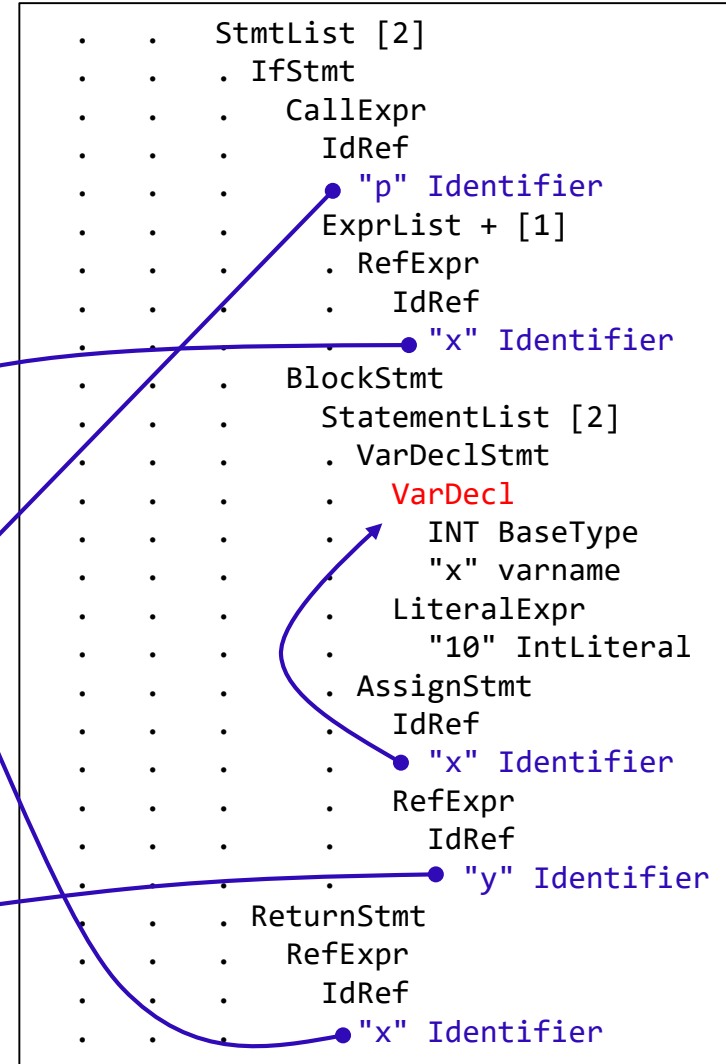 . . StmtList [2]
. . . IfStmt
. . . CallExpr
. . . IdRef
. . . "p" Identifier
. . . ExprList + [1]
. . . . RefExpr
. . . . IdRef
. . . . "x" Identifier
. . . BlockStmt
. . . StatementList [2]
. . . . VarDeclStmt
. . . . VarDecl
. . . . INT BaseType
. . . . "x" varname
. . . . LiteralExpr
. . . . "10" IntLiteral
. . . . AssignStmt
. . . . IdRef
. . . . "x" Identifier
. . . . RefExpr
. . . . IdRef
. . . . "y" Identifier
. . . ReturnStmt
. . . RefExpr
. . . IdRef
. . . "x" Identifier